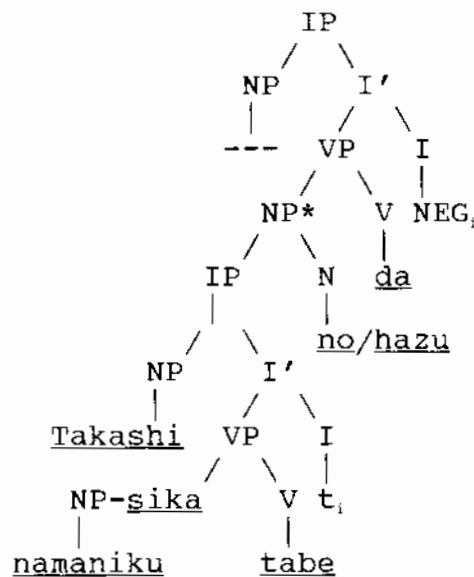 IP
NP I′
--- VP I
NP* V NEGᵢ
IP N da
no/hazu
NP I′
Takashi VP I
NP-sika V tᵢ
namaniku tabe